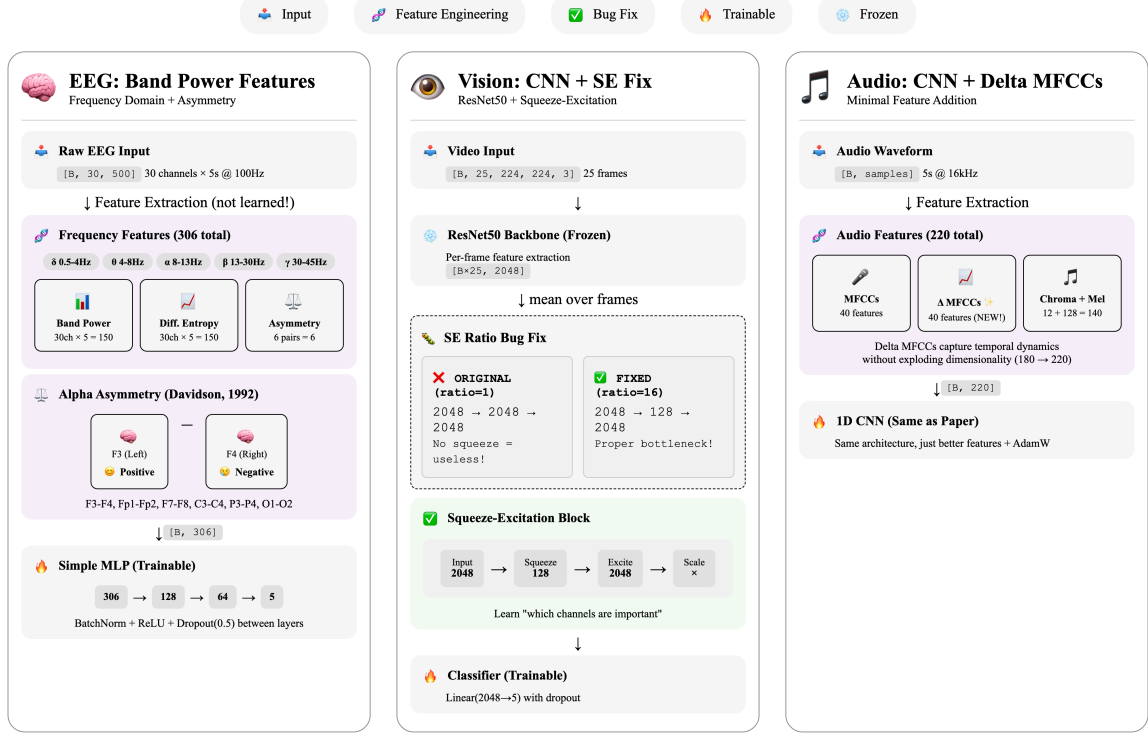 Input
Feature Engineering
Bug Fix
Trainable
Frozen
EEG: Band Power Features
Frequency Domain + Asymmetry
Raw EEG Input
[B, 30, 500] 30 channels × 5s @ 100Hz
↓ Feature Extraction (not learned!)
Frequency Features (306 total)
δ 0.5-4Hz
θ 4-8Hz
α 8-13Hz
β 13-30Hz
γ 30-45Hz
Band Power
30ch × 5 = 150
Diff. Entropy
30ch × 5 = 150
Asymmetry
6 pairs = 6
Alpha Asymmetry (Davidson, 1992)
F3 (Left)
Positive
—
F4 (Right)
Negative
F3-F4, Fp1-Fp2, F7-F8, C3-C4, P3-P4, O1-O2
↓ [B, 306]
Simple MLP (Trainable)
306 → 128 → 64 → 5
BatchNorm + ReLU + Dropout(0.5) between layers
Vision: CNN + SE Fix
ResNet50 + Squeeze-Excitation
Video Input
[B, 25, 224, 224, 3] 25 frames
↓
ResNet50 Backbone (Frozen)
Per-frame feature extraction
[B×25, 2048]
↓ mean over frames
SE Ratio Bug Fix
❌ ORIGINAL
(ratio=1)
2048 → 2048 →
2048
No squeeze =
useless!
✅ FIXED
(ratio=16)
2048 → 128 →
2048
Proper bottleneck!
Squeeze-Excitation Block
Input
2048
→
Squeeze
128
→
Excite
2048
→
Scale
×
Learn "which channels are important"
↓
Classifier (Trainable)
Linear(2048→5) with dropout
Audio: CNN + Delta MFCCs
Minimal Feature Addition
Audio Waveform
[B, samples] 5s @ 16kHz
↓ Feature Extraction
Audio Features (220 total)
MFCCs
40 features
Δ MFCCs ✨
40 features (NEW!)
Chroma + Mel
12 + 128 = 140
Delta MFCCs capture temporal dynamics
without exploding dimensionality (180 → 220)
↓ [B, 220]
1D CNN (Same as Paper)
Same architecture, just better features + AdamW